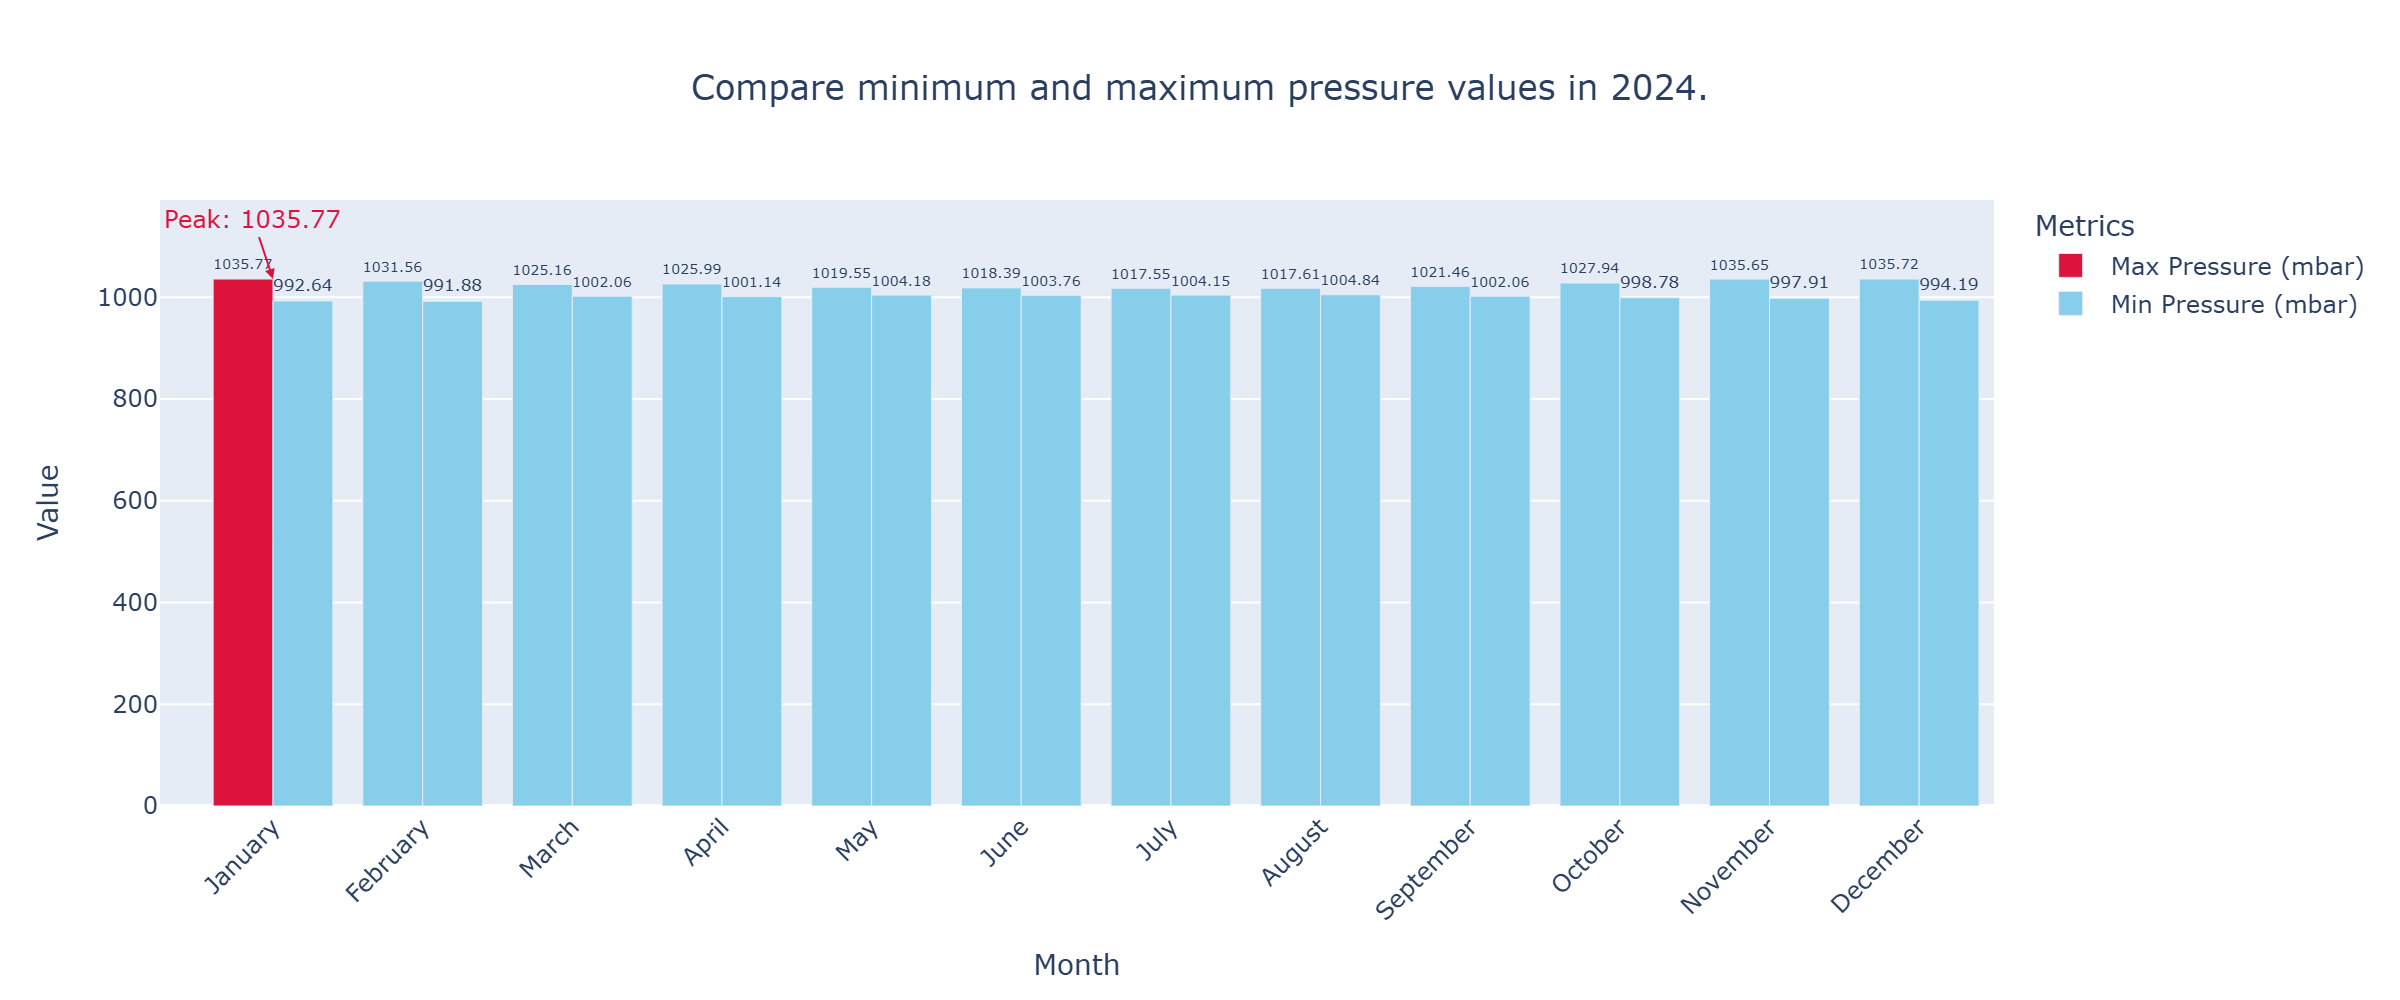 Compare minimum and maximum pressure values in 2024.
Peak: 1035.77
1035.77 992.64 1031.56 991.88 1025.16 1002.06 1025.99 1001.14 1019.55 1004.18 1018.39 1003.76 1017.55 1004.15 1017.61 1004.84 1021.46 1002.06 1027.94 998.78 1035.65 997.91 1035.72 994.19
Metrics
Max Pressure (mbar)
Min Pressure (mbar)
1000
800
600
400
200
0
Value
January February March April May June July August September October November December
Month